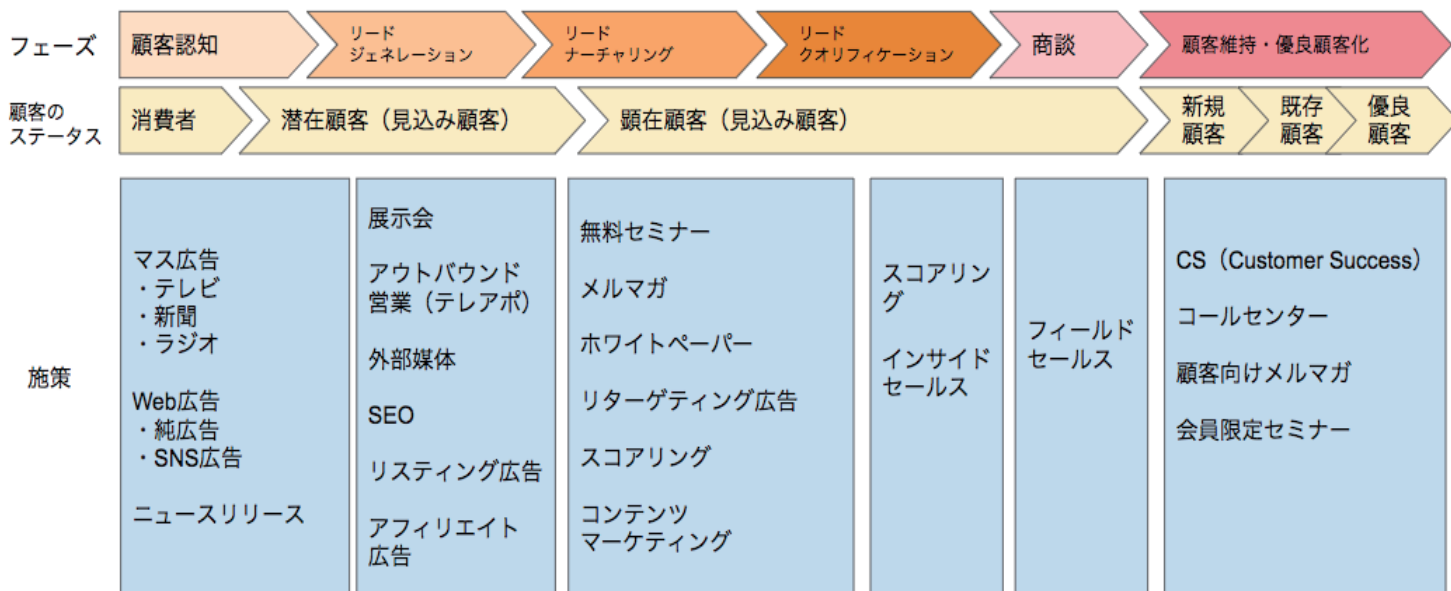 フェーズ
顧客認知
リード
ジェネレーション
リード
ナーチャリング
リード
クオリフィケーション
商談
顧客維持・優良顧客化
顧客の
ステータス
消費者
潜在顧客（見込み顧客）
顕在顧客（見込み顧客）
新規
顧客
既存
顧客
優良
顧客
施策
マス広告
・テレビ
・新聞
・ラジオ
Web広告
・純広告
・SNS広告
ニュースリリース
展示会
アウトバウンド
営業（テレアポ）
外部媒体
SEO
リスティング広告
アフィリエイト
広告
無料セミナー
メルマガ
ホワイトペーパー
リターゲティング広告
スコアリング
コンテンツ
マーケティング
スコアリン
グ
インサイド
セールス
フィールド
セールス
CS（Customer Success）
コールセンター
顧客向けメルマガ
会員限定セミナー